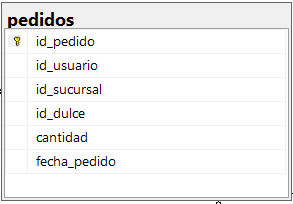 pedidos
id_pedido
id_usuario
id_sucursal
id_dulce
cantidad
fecha_pedido